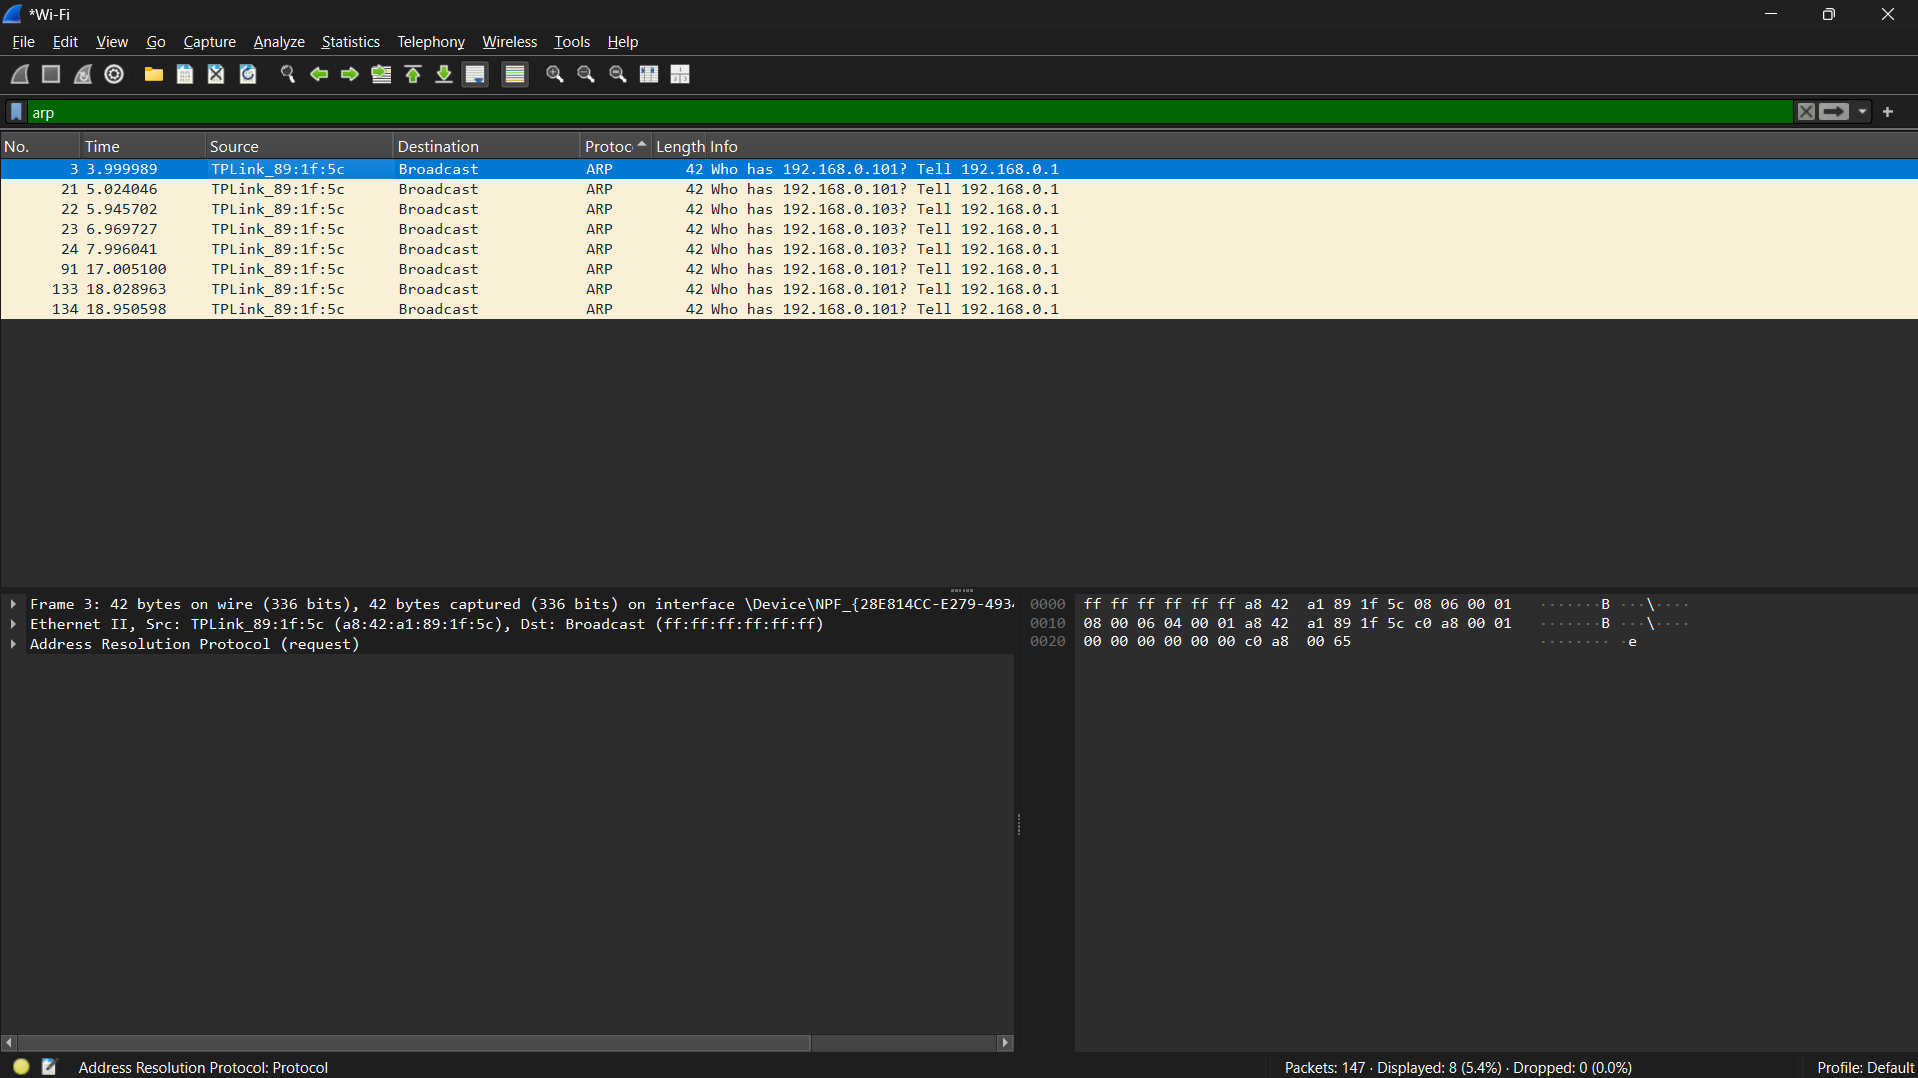 *Wi-Fi
File Edit View Go Capture Analyze Statistics Telephony Wireless Tools Help
arp
No. Time Source Destination Protoc Length Info
3 3.999989 TPLink_89:1f:5c Broadcast ARP 42 Who has 192.168.0.101? Tell 192.168.0.1
21 5.024046 TPLink_89:1f:5c Broadcast ARP 42 Who has 192.168.0.101? Tell 192.168.0.1
22 5.945702 TPLink_89:1f:5c Broadcast ARP 42 Who has 192.168.0.103? Tell 192.168.0.1
23 6.969727 TPLink_89:1f:5c Broadcast ARP 42 Who has 192.168.0.103? Tell 192.168.0.1
24 7.996041 TPLink_89:1f:5c Broadcast ARP 42 Who has 192.168.0.103? Tell 192.168.0.1
91 17.005100 TPLink_89:1f:5c Broadcast ARP 42 Who has 192.168.0.101? Tell 192.168.0.1
133 18.028963 TPLink_89:1f:5c Broadcast ARP 42 Who has 192.168.0.101? Tell 192.168.0.1
134 18.950598 TPLink_89:1f:5c Broadcast ARP 42 Who has 192.168.0.101? Tell 192.168.0.1
Frame 3: 42 bytes on wire (336 bits), 42 bytes captured (336 bits) on interface \Device\NPF_{28E814CC-E279-493
Ethernet II, Src: TPLink_89:1f:5c (a8:42:a1:89:1f:5c), Dst: Broadcast (ff:ff:ff:ff:ff:ff)
Address Resolution Protocol (request)
0000 ff ff ff ff ff ff a8 42 a1 89 1f 5c 08 06 00 01 ·······B ···\····
0010 08 00 06 04 00 01 a8 42 a1 89 1f 5c c0 a8 00 01 ·······B ···\····
0020 00 00 00 00 00 00 c0 a8 00 65 ········ ·e
Address Resolution Protocol: Protocol
Packets: 147 · Displayed: 8 (5.4%) · Dropped: 0 (0.0%)
Profile: Default